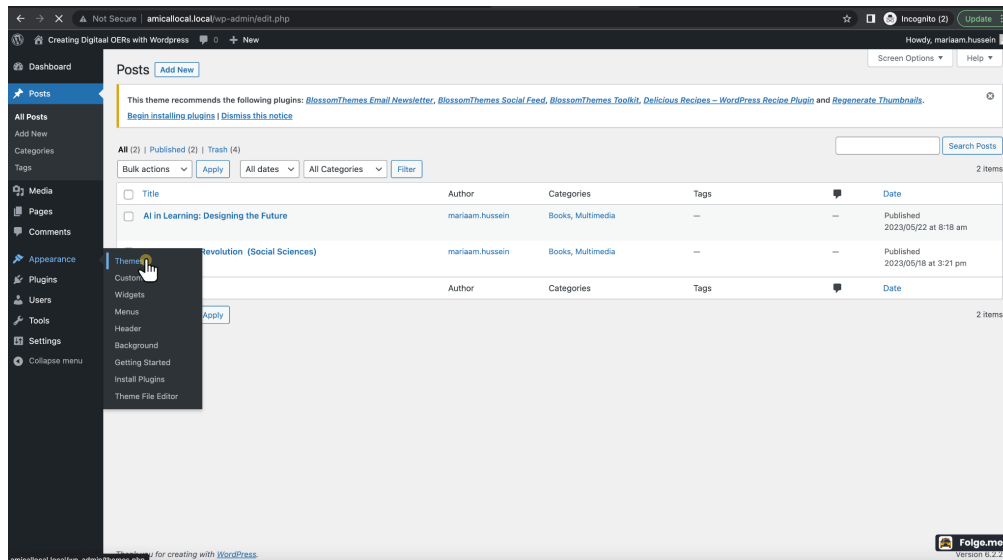 Not Secure | amicallocal.local/wp-admin/edit.php
Incognito (2)
Update
Creating Digitaal OERs with Wordpress
0
+ New
Howdy, mariaam.hussein
Dashboard
Posts
All Posts
Add New
Categories
Tags
Media
Pages
Comments
Appearance
Plugins
Users
Tools
Settings
Collapse menu
Theme
Custom
Widgets
Menus
Header
Background
Getting Started
Install Plugins
Theme File Editor
Posts Add New
Screen Options ▼ Help ▼
This theme recommends the following plugins: BlossomThemes Email Newsletter, BlossomThemes Social Feed, BlossomThemes Toolkit, Delicious Recipes – WordPress Recipe Plugin and Regenerate Thumbnails.
Begin installing plugins | Dismiss this notice
All (2) | Published (2) | Trash (4)
Search Posts
Bulk actions Apply All dates All Categories Filter 2 items
Title Author Categories Tags Date
AI in Learning: Designing the Future mariaam.hussein Books, Multimedia — — Published
2023/05/22 at 8:18 am
Revolution (Social Sciences) mariaam.hussein Books, Multimedia — — Published
2023/05/18 at 3:21 pm
Author Categories Tags Date
Apply 2 items
for creating with WordPress.
Folge.me
Version 6.2.2